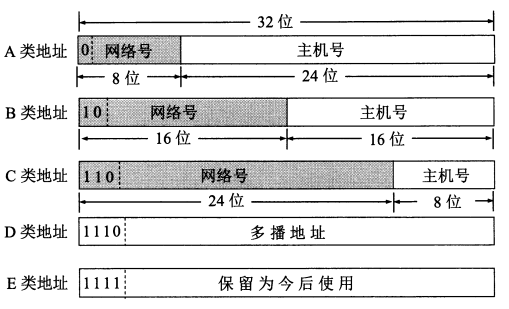 32 位
A 类地址 0 网络号 主机号
8 位 24 位
B 类地址 10 网络号 主机号
16 位 16 位
C 类地址 110 网络号 主机号
24 位 8 位
D 类地址 1110 多播地址
E 类地址 1111 保留为今后使用